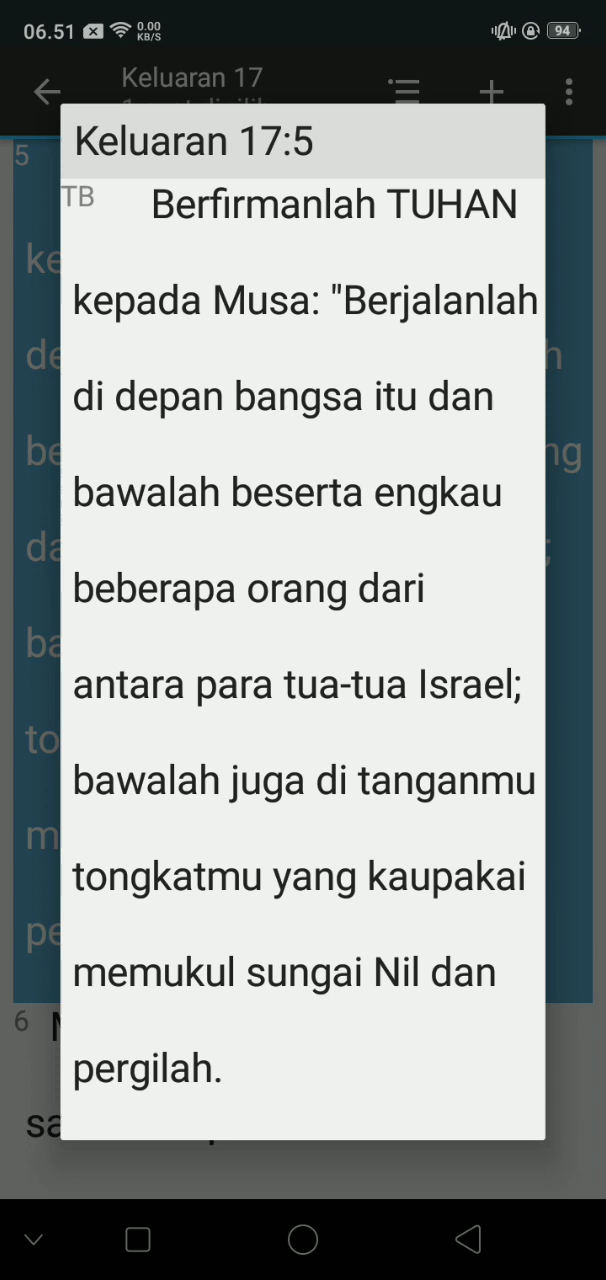 06.51
0.00
KB/S
94
Keluaran 17
Keluaran 17:5
5
TB
Berfirmanlah TUHAN
kepada Musa: "Berjalanlah
di depan bangsa itu dan
bawalah beserta engkau
beberapa orang dari
antara para tua-tua Israel;
bawalah juga di tanganmu
tongkatmu yang kaupakai
memukul sungai Nil dan
pergilah.
6